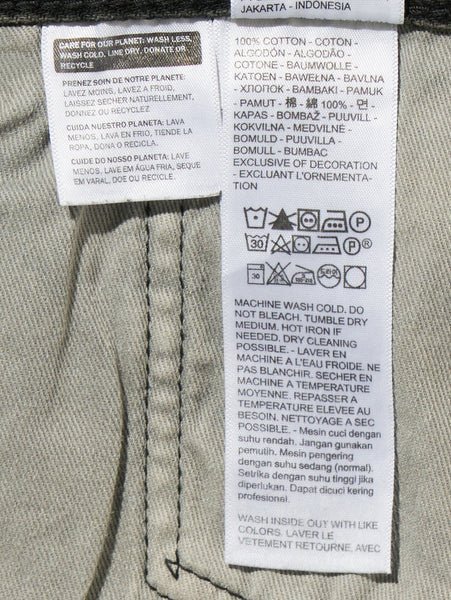 JAKARTA - INDONESIA
CARE FOR OUR PLANET: WASH LESS,
WASH COLD, LINE DRY, DONATE OR
RECYCLE
PRENEZ SOIN DE NOTRE PLANETE:
LAVEZ MOINS, LAVEZ A FROID,
LAISSEZ SECHER NATURELLEMENT,
DONNEZ OU RECYCLEZ
CUIDA NUESTRO PLANETA: LAVA
MENOS, LAVA EN FRIO, TIENDE LA
ROPA, DONA O RECICLA.
CUIDE DO NOSSO PLANETA: LAVE
MENOS, LAVE EM ÁGUA FRIA, SEQUE
EM VARAL, DOE OU RECICLE.
100% COTTON - COTON -
ALGODÓN - ALGODÃO -
COTONE - BAUMWOLLE -
KATOEN - BAWEŁNA - BAVLNA
- ХЛОПОК - BAMBAKI - PAMUK
- PAMUT - 棉 - 綿 100% - 면 -
KAPAS - BOMBAŽ - PUUVILL -
KOKVILNA - MEDVILNĖ -
BOMULD - PUUVILLA -
BOMULL - BUMBAC
EXCLUSIVE OF DECORATION
- EXCLUANT L'ORNEMENTA-
TION
P
30 P ®
30
MACHINE WASH COLD. DO
NOT BLEACH. TUMBLE DRY
MEDIUM. HOT IRON IF
NEEDED. DRY CLEANING
POSSIBLE. - LAVER EN
MACHINE A L'EAU FROIDE. NE
PAS BLANCHIR. SECHER EN
MACHINE A TEMPERATURE
MOYENNE. REPASSER A
TEMPERATURE ELEVEE AU
BESOIN. NETTOYAGE A SEC
POSSIBLE. - Mesin cuci dengan
suhu rendah. Jangan gunakan
pemutih. Mesin pengering
dengan suhu sedang (normal).
Setrika dengan suhu tinggi jika
diperlukan. Dapat dicuci kering
profesional.
WASH INSIDE OUT WITH LIKE
COLORS. LAVER LE
VETEMENT RETOURNE, AVEC